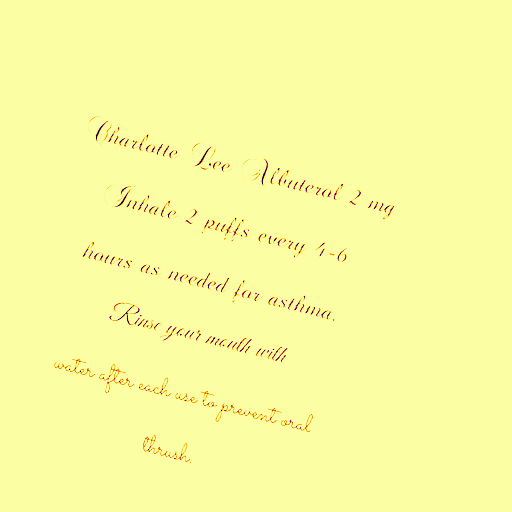 Charlotte Lee Albuterol 2 mg
Inhale 2 puffs every 4-6
hours as needed for asthma.
Rinse your mouth with
water after each use to prevent oral
thrush.